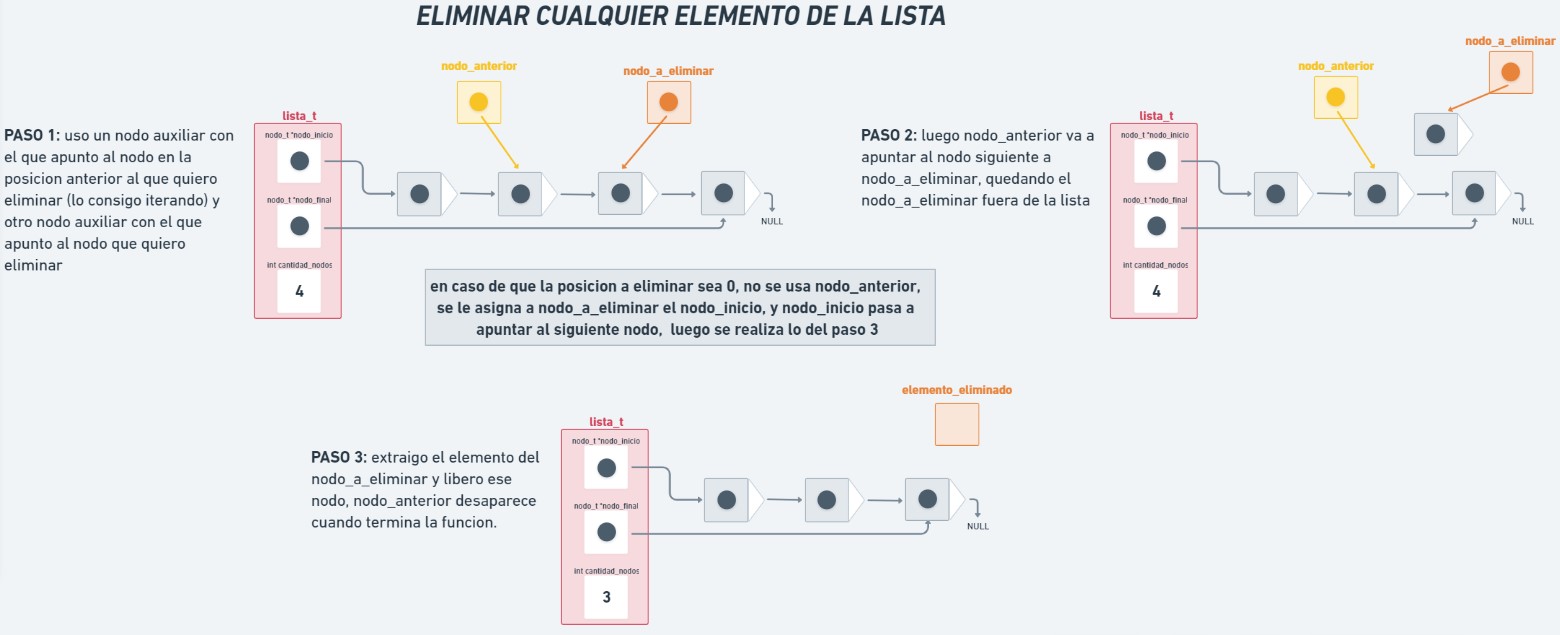 ELIMINAR CUALQUIER ELEMENTO DE LA LISTA
PASO 1: uso un nodo auxiliar con
el que apunto al nodo en la
posicion anterior al que quiero
eliminar (lo consigo iterando) y
otro nodo auxiliar con el que
apunto al nodo que quiero
eliminar
lista_t
nodo_t *nodo_inicio
nodo_t *nodo_final
int cantidad_nodos
4
nodo_anterior
nodo_a_eliminar
NULL
en caso de que la posicion a eliminar sea 0, no se usa nodo_anterior,
se le asigna a nodo_a_eliminar el nodo_inicio, y nodo_inicio pasa a
apuntar al siguiente nodo, luego se realiza lo del paso 3
PASO 2: luego nodo_anterior va a
apuntar al nodo siguiente a
nodo_a_eliminar, quedando el
nodo_a_eliminar fuera de la lista
lista_t
nodo_t *nodo_inicio
nodo_t *nodo_final
int cantidad_nodos
4
nodo_anterior
nodo_a_eliminar
NULL
PASO 3: extraigo el elemento del
nodo_a_eliminar y libero ese
nodo, nodo_anterior desaparece
cuando termina la funcion.
lista_t
nodo_t *nodo_inicio
nodo_t *nodo_final
int cantidad_nodos
3
elemento_eliminado
NULL